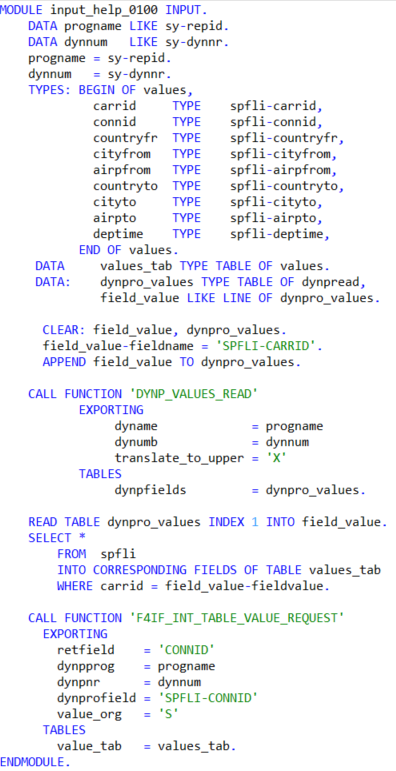 MODULE input_help_0100 INPUT.
    DATA progname LIKE sy-repid.
    DATA dynnum   LIKE sy-dynnr.
    progname = sy-repid.
    dynnum   = sy-dynnr.
    TYPES: BEGIN OF values,
             carrid     TYPE    spfli-carrid,
             connid     TYPE    spfli-connid,
             countryfr  TYPE    spfli-countryfr,
             cityfrom   TYPE    spfli-cityfrom,
             airpfrom   TYPE    spfli-airpfrom,
             countryto  TYPE    spfli-countryto,
             cityto     TYPE    spfli-cityto,
             airpto     TYPE    spfli-airpto,
             deptime    TYPE    spfli-deptime,
           END OF values.
     DATA     values_tab TYPE TABLE OF values.
     DATA:    dynpro_values TYPE TABLE OF dynpread,
              field_value LIKE LINE OF dynpro_values.

      CLEAR: field_value, dynpro_values.
      field_value-fieldname = 'SPFLI-CARRID'.
      APPEND field_value TO dynpro_values.

    CALL FUNCTION 'DYNP_VALUES_READ'
           EXPORTING
                dyname             = progname
                dynumb             = dynnum
                translate_to_upper = 'X'
           TABLES
                dynpfields         = dynpro_values.

    READ TABLE dynpro_values INDEX 1 INTO field_value.
    SELECT *
        FROM  spfli
        INTO CORRESPONDING FIELDS OF TABLE values_tab
        WHERE carrid = field_value-fieldvalue.

    CALL FUNCTION 'F4IF_INT_TABLE_VALUE_REQUEST'
      EXPORTING
        retfield    = 'CONNID'
        dynpprog    = progname
        dynpnr      = dynnum
        dynprofield = 'SPFLI-CONNID'
        value_org   = 'S'
      TABLES
        value_tab   = values_tab.
ENDMODULE.